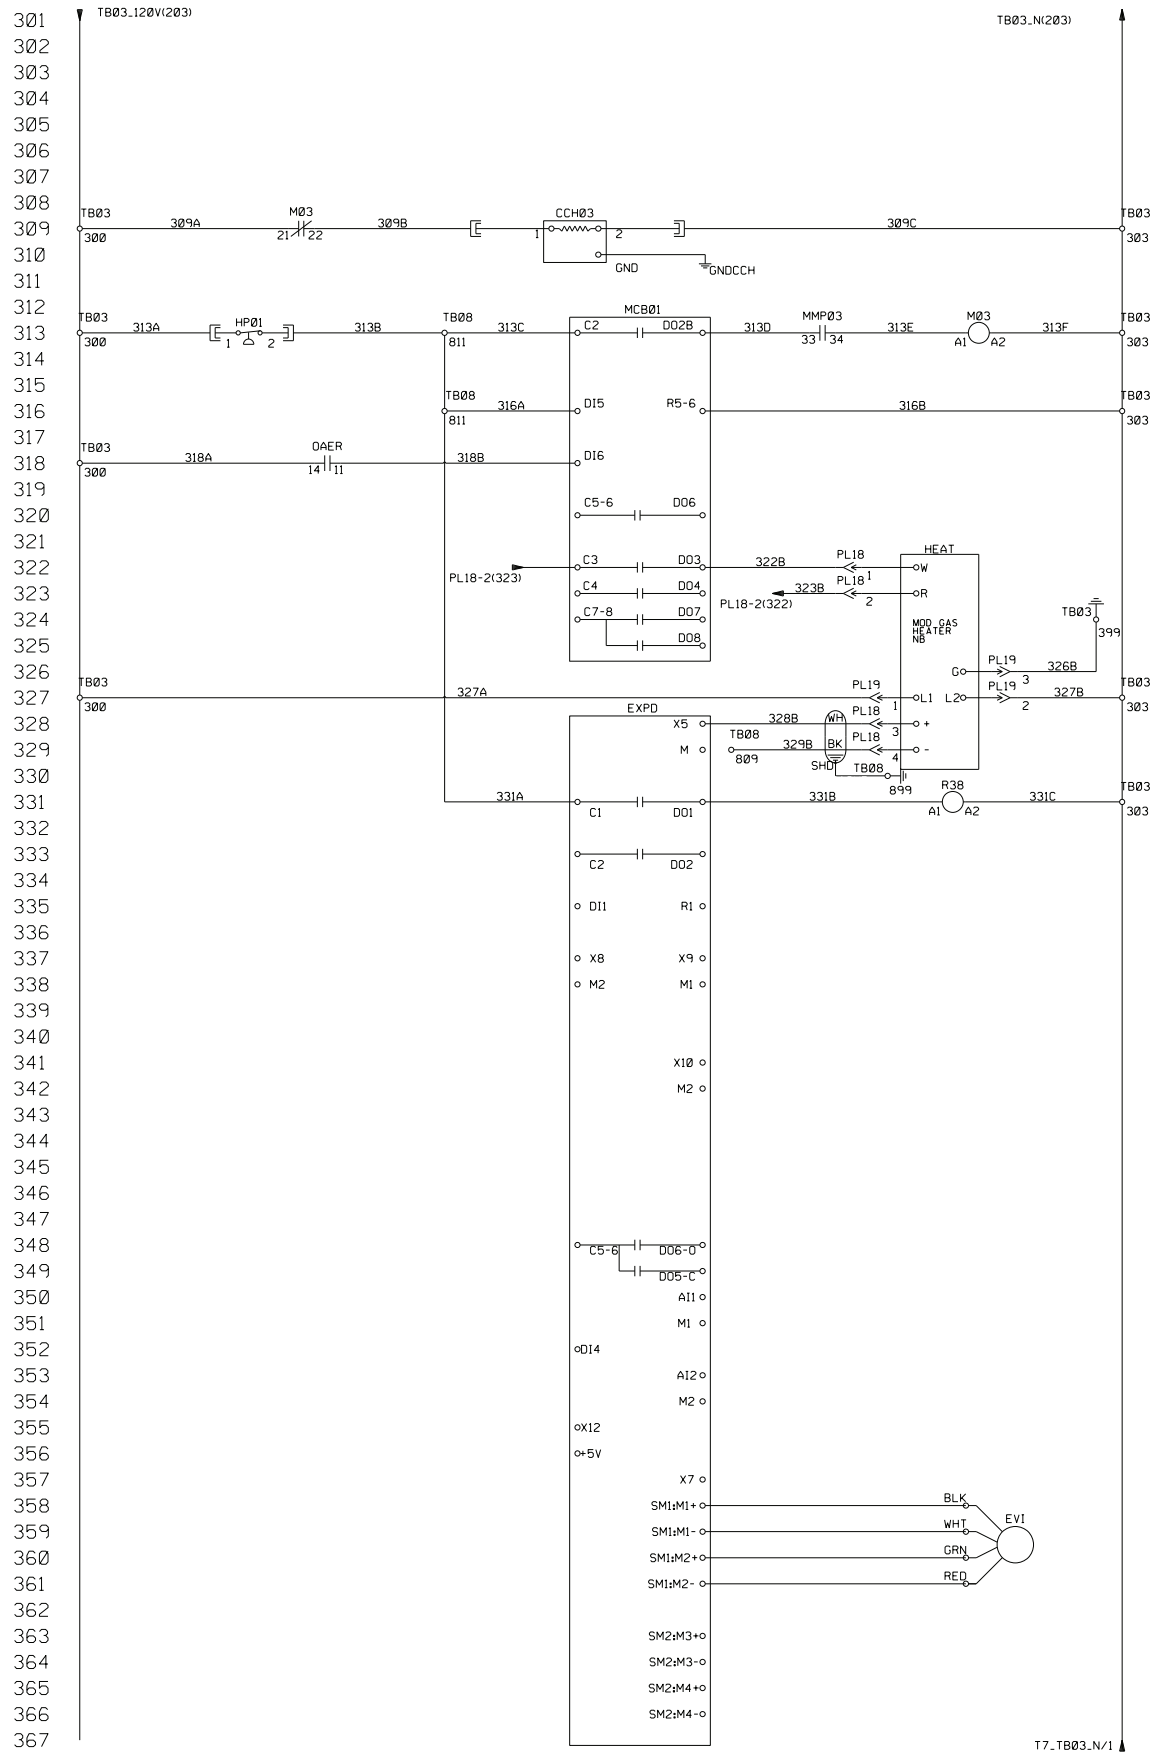 301 TB03_120V(203) TB03_N(203)
302
303
304
305
306
307
308
TB03 M03 CCH03 TB03
309 309A 309B 309C
300 21 22 1 2 303
310
GND GNDCCH
311
312
TB03 HP01 TB08 MCB01 MMP03 M03 TB03
313 313A 313B 313C C2 DO2B 313D 313E 313F
300 1 2 811 33 34 A1 A2 303
314
315
TB08 TB03
316 316A DI5 R5-6 316B
811 303
317
TB03 OAER
318 318A 318B DI6
300 14 11
319
320 C5-6 DO6
321
PL18 HEAT
322 C3 DO3 322B W
PL18-2(323) 1
PL18
323 C4 DO4 323B R
PL18-2(322) 2
TB03
324 C7-8 DO7
MOD GAS
HEATER
NB
399
325 DO8
PL19
326 G 326B
3
TB03 PL19 PL19 TB03
327 327A L1 L2 327B
300 1 2 303
EXPD
PL18
328 X5 328B WH +
3
TB08 PL18
329 M 329B BK -
809 4
SHD TB08
330
899
R38 TB03
331 331A 331B 331C
C1 DO1 A1 A2 303
332
333
C2 DO2
334
335 DI1 R1
336
337 X8 X9
338 M2 M1
339
340
341 X10
342 M2
343
344
345
346
347
348
C5-6 DO6-O
349
DO5-C
350 AI1
351 M1
352 DI4
353 AI2
354 M2
355 X12
356 +5V
357 X7
358 SM1:M1+ BLK
EVI
359 SM1:M1- WHT
360 SM1:M2+ GRN
361 SM1:M2- RED
362
363 SM2:M3+
364 SM2:M3-
365 SM2:M4+
366 SM2:M4-
367 T7_TB03_N/1